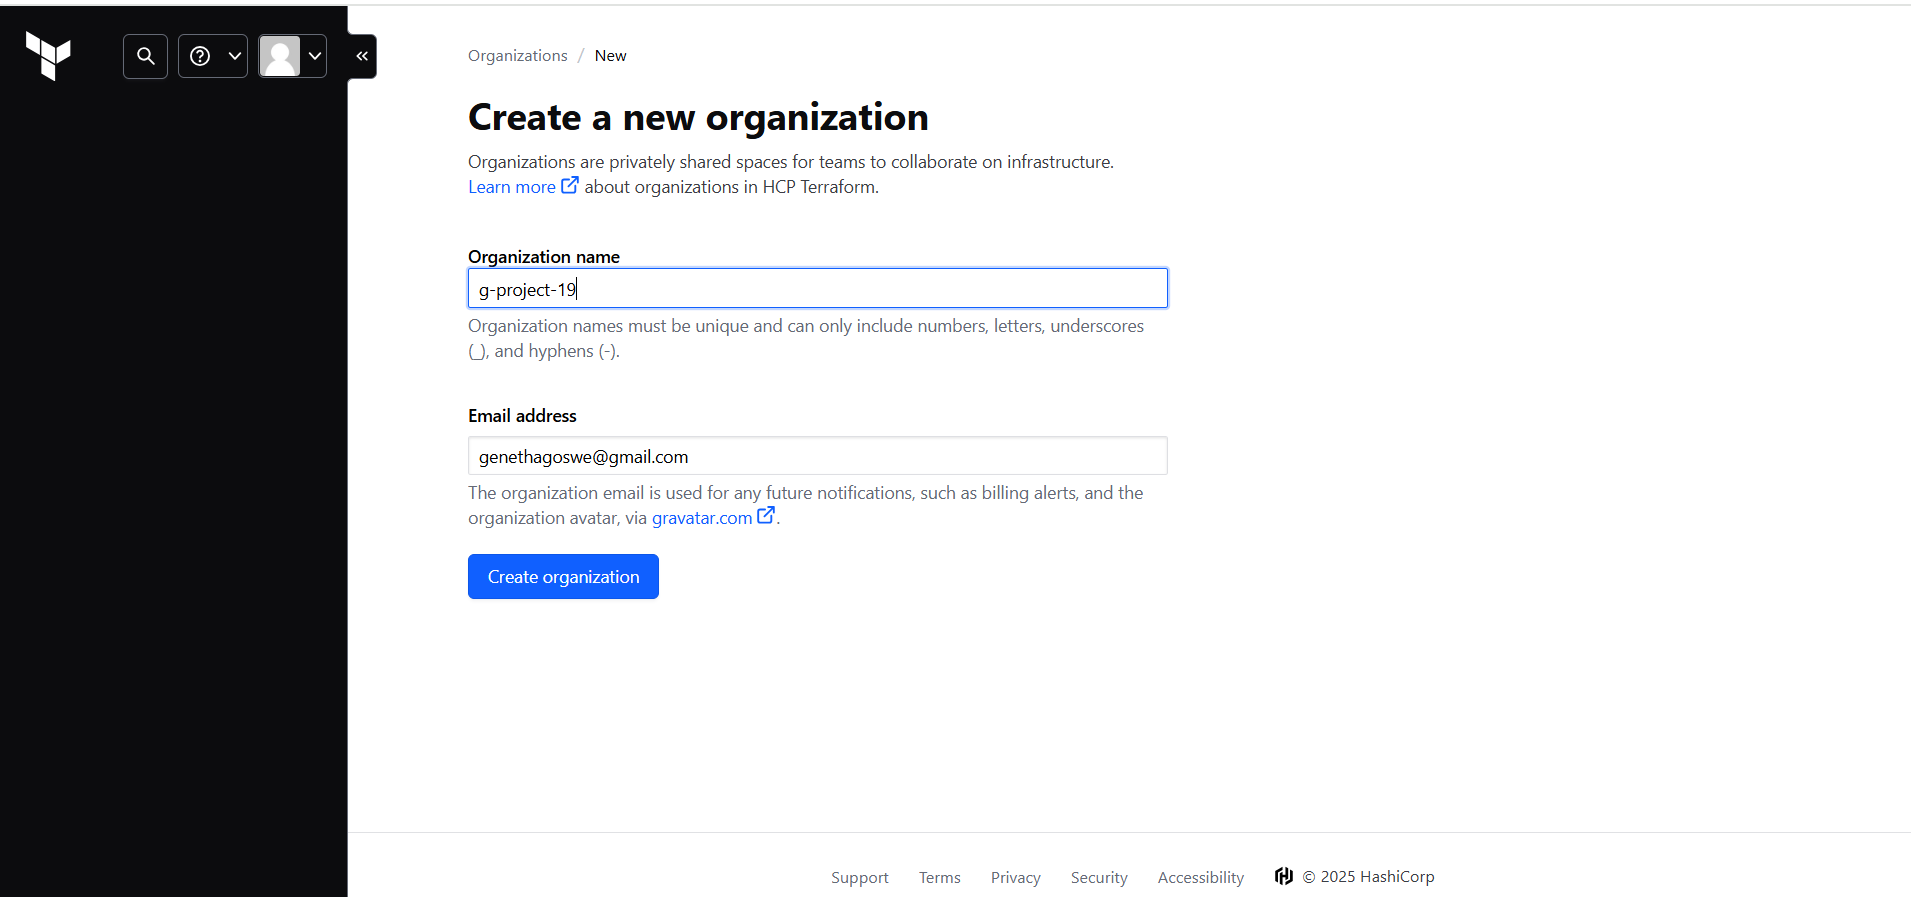 Organizations / New
Create a new organization
Organizations are privately shared spaces for teams to collaborate on infrastructure.
Learn more about organizations in HCP Terraform.
Organization name
g-project-19
Organization names must be unique and can only include numbers, letters, underscores
(_), and hyphens (-).
Email address
genethagoswe@gmail.com
The organization email is used for any future notifications, such as billing alerts, and the
organization avatar, via gravatar.com.
Create organization
Support Terms Privacy Security Accessibility © 2025 HashiCorp